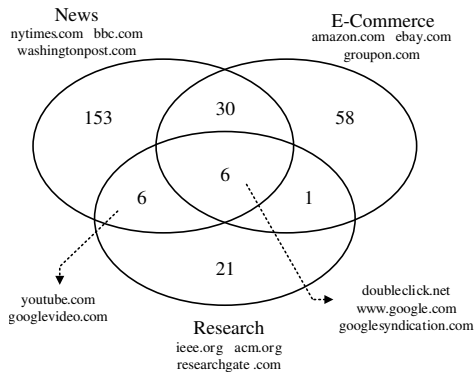 News
nytimes.com bbc.com
washingtonpost.com
E-Commerce
amazon.com ebay.com
groupon.com
153
30
58
6
6
1
21
youtube.com
googlevideo.com
doubleclick.net
www.google.com
googlesyndication.com
Research
ieee.org acm.org
researchgate .com